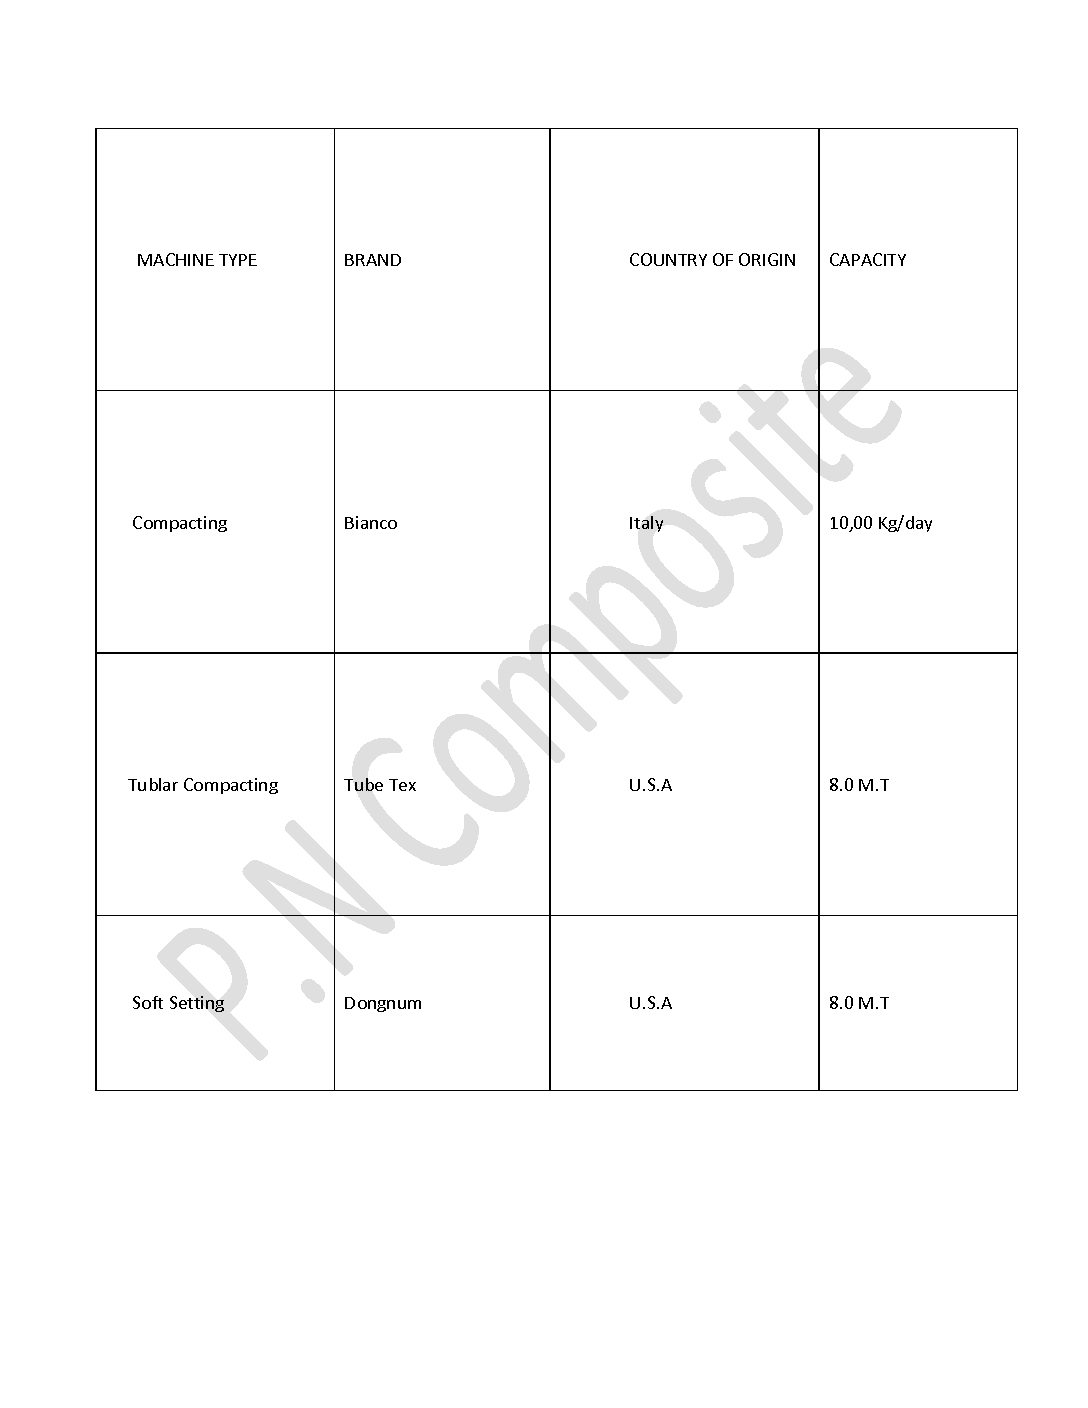 MACHINE TYPE BRAND COUNTRY OF ORIGIN CAPACITY
Compacting Bianco Italy 10,00 Kg/day
Tublar Compacting Tube Tex U.S.A 8.0 M.T
Soft Setting Dongnum U.S.A 8.0 M.T
P.N Composite